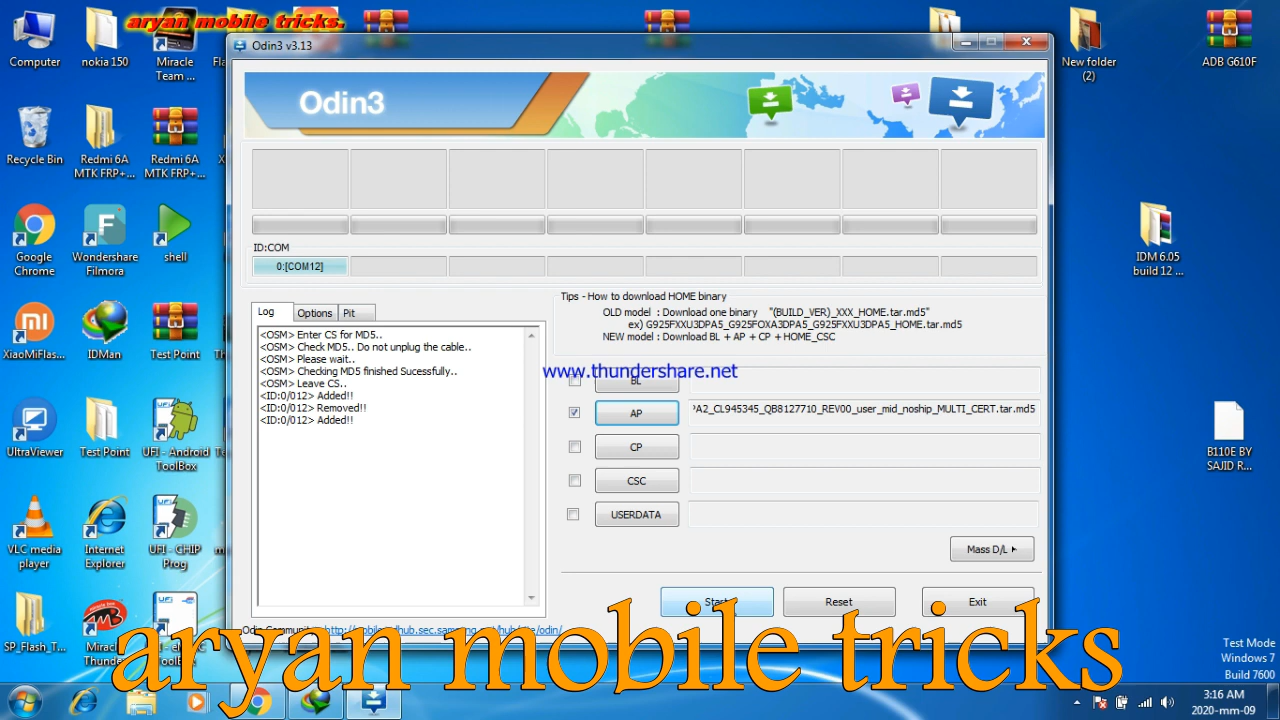 aryan mobile tricks.
Computer
nokia 150
Miracle
Team ...
New folder
(2)
ADB G610F
Odin3 v3.13
Odin3
Recycle Bin
Redmi 6A
MTK FRP+...
Redmi 6A
MTK FRP+...
Google
Chrome
Wondershare
Filmora
shell
ID:COM
0:[COM12]
IDM 6.05
build 12 ...
XiaoMiFlas...
IDMan
Test Point
Log
Options
Pit
<OSM> Enter CS for MD5..
<OSM> Check MD5.. Do not unplug the cable..
<OSM> Please wait..
<OSM> Checking MD5 finished Sucessfully..
<OSM> Leave CS..
<ID:0/012> Added!!
<ID:0/012> Removed!!
<ID:0/012> Added!!
Tips - How to download HOME binary
OLD model : Download one binary "(BUILD_VER)_XXX_HOME.tar.md5"
ex) G925FXXU3DPA5_G925FOXA3DPA5_G925FXXU3DPA5_HOME.tar.md5
NEW model : Download BL + AP + CP + HOME_CSC
www.thundershare.net
BL
AP
PA2_CL945345_QB8127710_REV00_user_mid_noship_MULTI_CERT.tar.md5
CP
CSC
USERDATA
Mass D/L
Start
Reset
Exit
UltraViewer
Test Point
UFI - Android
ToolBox
B110E BY
SAJID R...
VLC media
player
Internet
Explorer
UFI - CHIP
Prog
SP_Flash_T...
aryan mobile tricks
Test Mode
Windows 7
Build 7600
3:16 AM
2020-mm-09